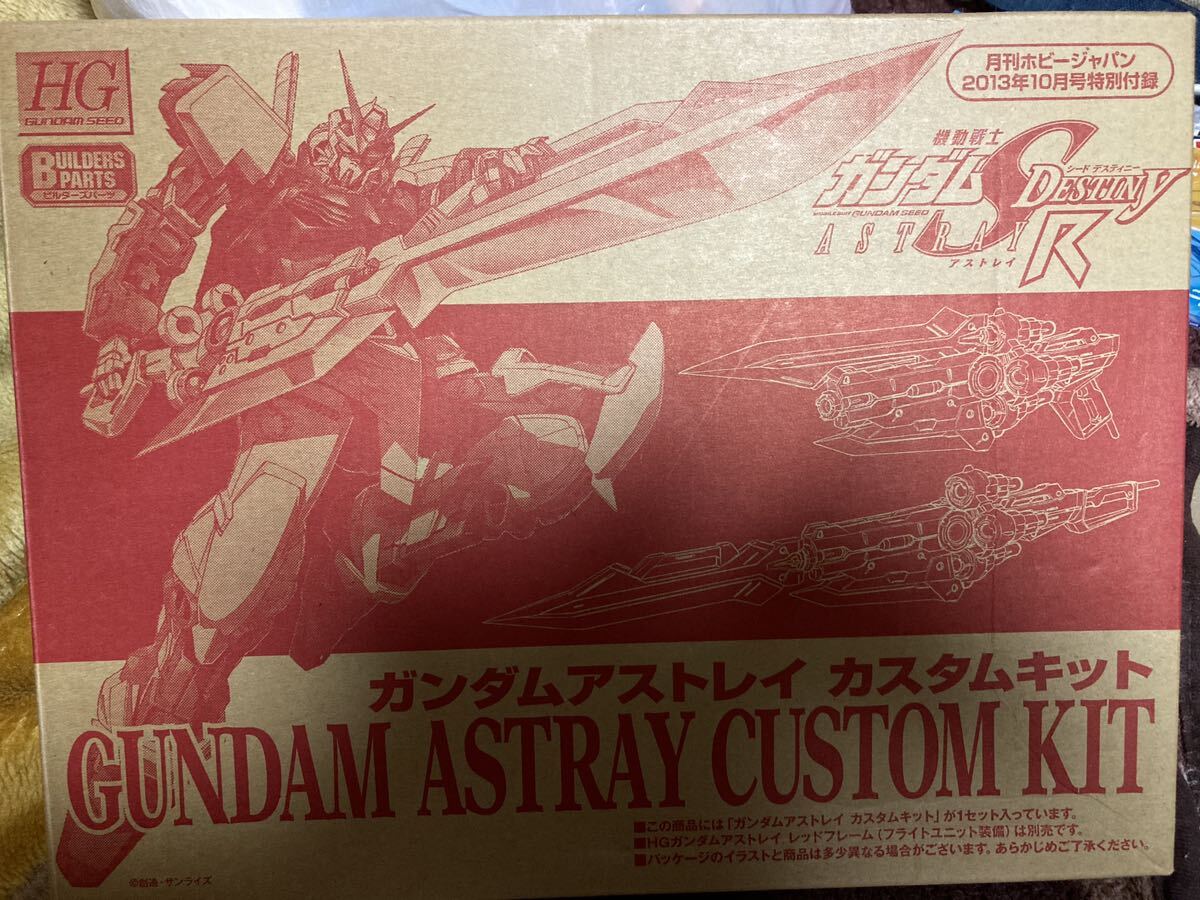 HG
GUNDAM SEED
BUILDERS PARTS
ビルダーズパーツ
月刊ホビージャパン
2013年10月号特別付録
機動戦士
ガンダムSEED DESTINY
シード デスティニー
MOBILE SUIT GUNDAM SEED
ASTRAY R
アストレイ
ガンダムアストレイ カスタムキット
GUNDAM ASTRAY CUSTOM KIT
■この商品には「ガンダムアストレイ カスタムキット」が1セット入っています。
■HGガンダムアストレイ レッドフレーム(フライトユニット装備)は別売です。
■パッケージのイラストと商品は多少異なる場合がございます。あらかじめご了承ください。
©創造・サンライズ